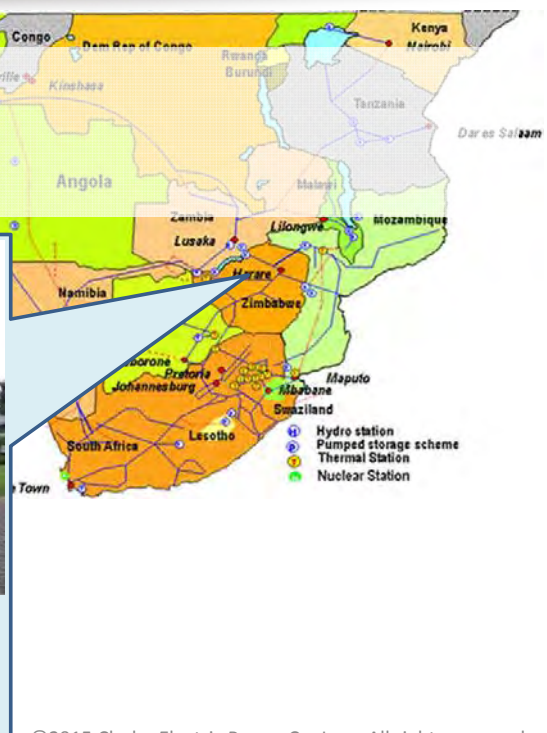 Kenya
Congo
Dem Rep of Congo
Nairobi
Rwanda
Burundi
ville
Kinshasa
Tanzania
Dar es Salaam
Angola
Malawi
Zambia
Lilongwe
Mozambique
Lusaka
Harare
Namibia
Zimbabwe
borone
Pretoria
Johannesburg
Maputo
Mbabane
Swaziland
Lesotho
South Africa
e Town
H Hydro station
P Pumped storage scheme
T Thermal Station
Nuclear Station